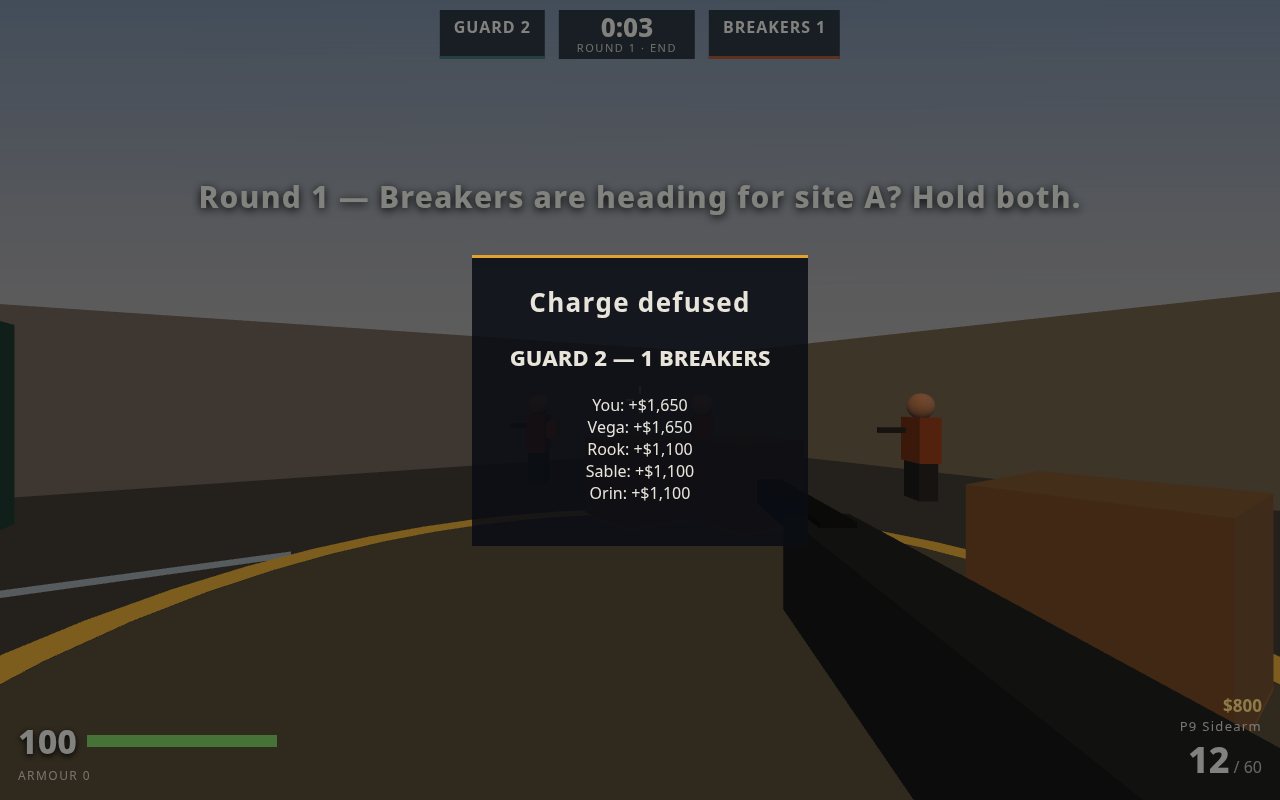 GUARD 2
0:03
ROUND 1 · END
BREAKERS 1
Round 1 — Breakers are heading for site A? Hold both.
Charge defused
GUARD 2 — 1 BREAKERS
You: +$1,650
Vega: +$1,650
Rook: +$1,100
Sable: +$1,100
Orin: +$1,100
100
ARMOUR 0
$800
P9 Sidearm
12 / 60